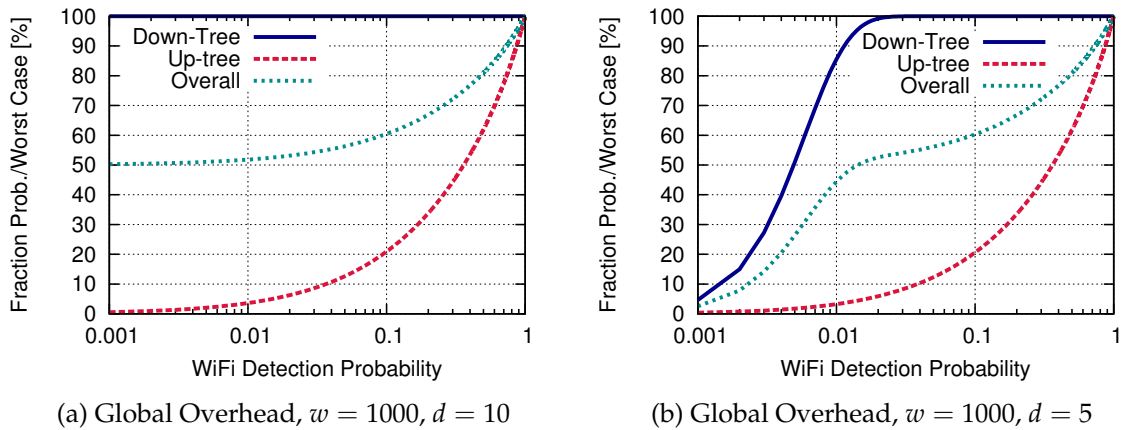 Fraction Prob./Worst Case [%]
100
90
80
70
60
50
40
30
20
10
0
Down-Tree
Up-tree
Overall
0.001
0.01
0.1
1
WiFi Detection Probability
(a) Global Overhead, w = 1000, d = 10
Fraction Prob./Worst Case [%]
100
90
80
70
60
50
40
30
20
10
0
Down-Tree
Up-tree
Overall
0.001
0.01
0.1
1
WiFi Detection Probability
(b) Global Overhead, w = 1000, d = 5